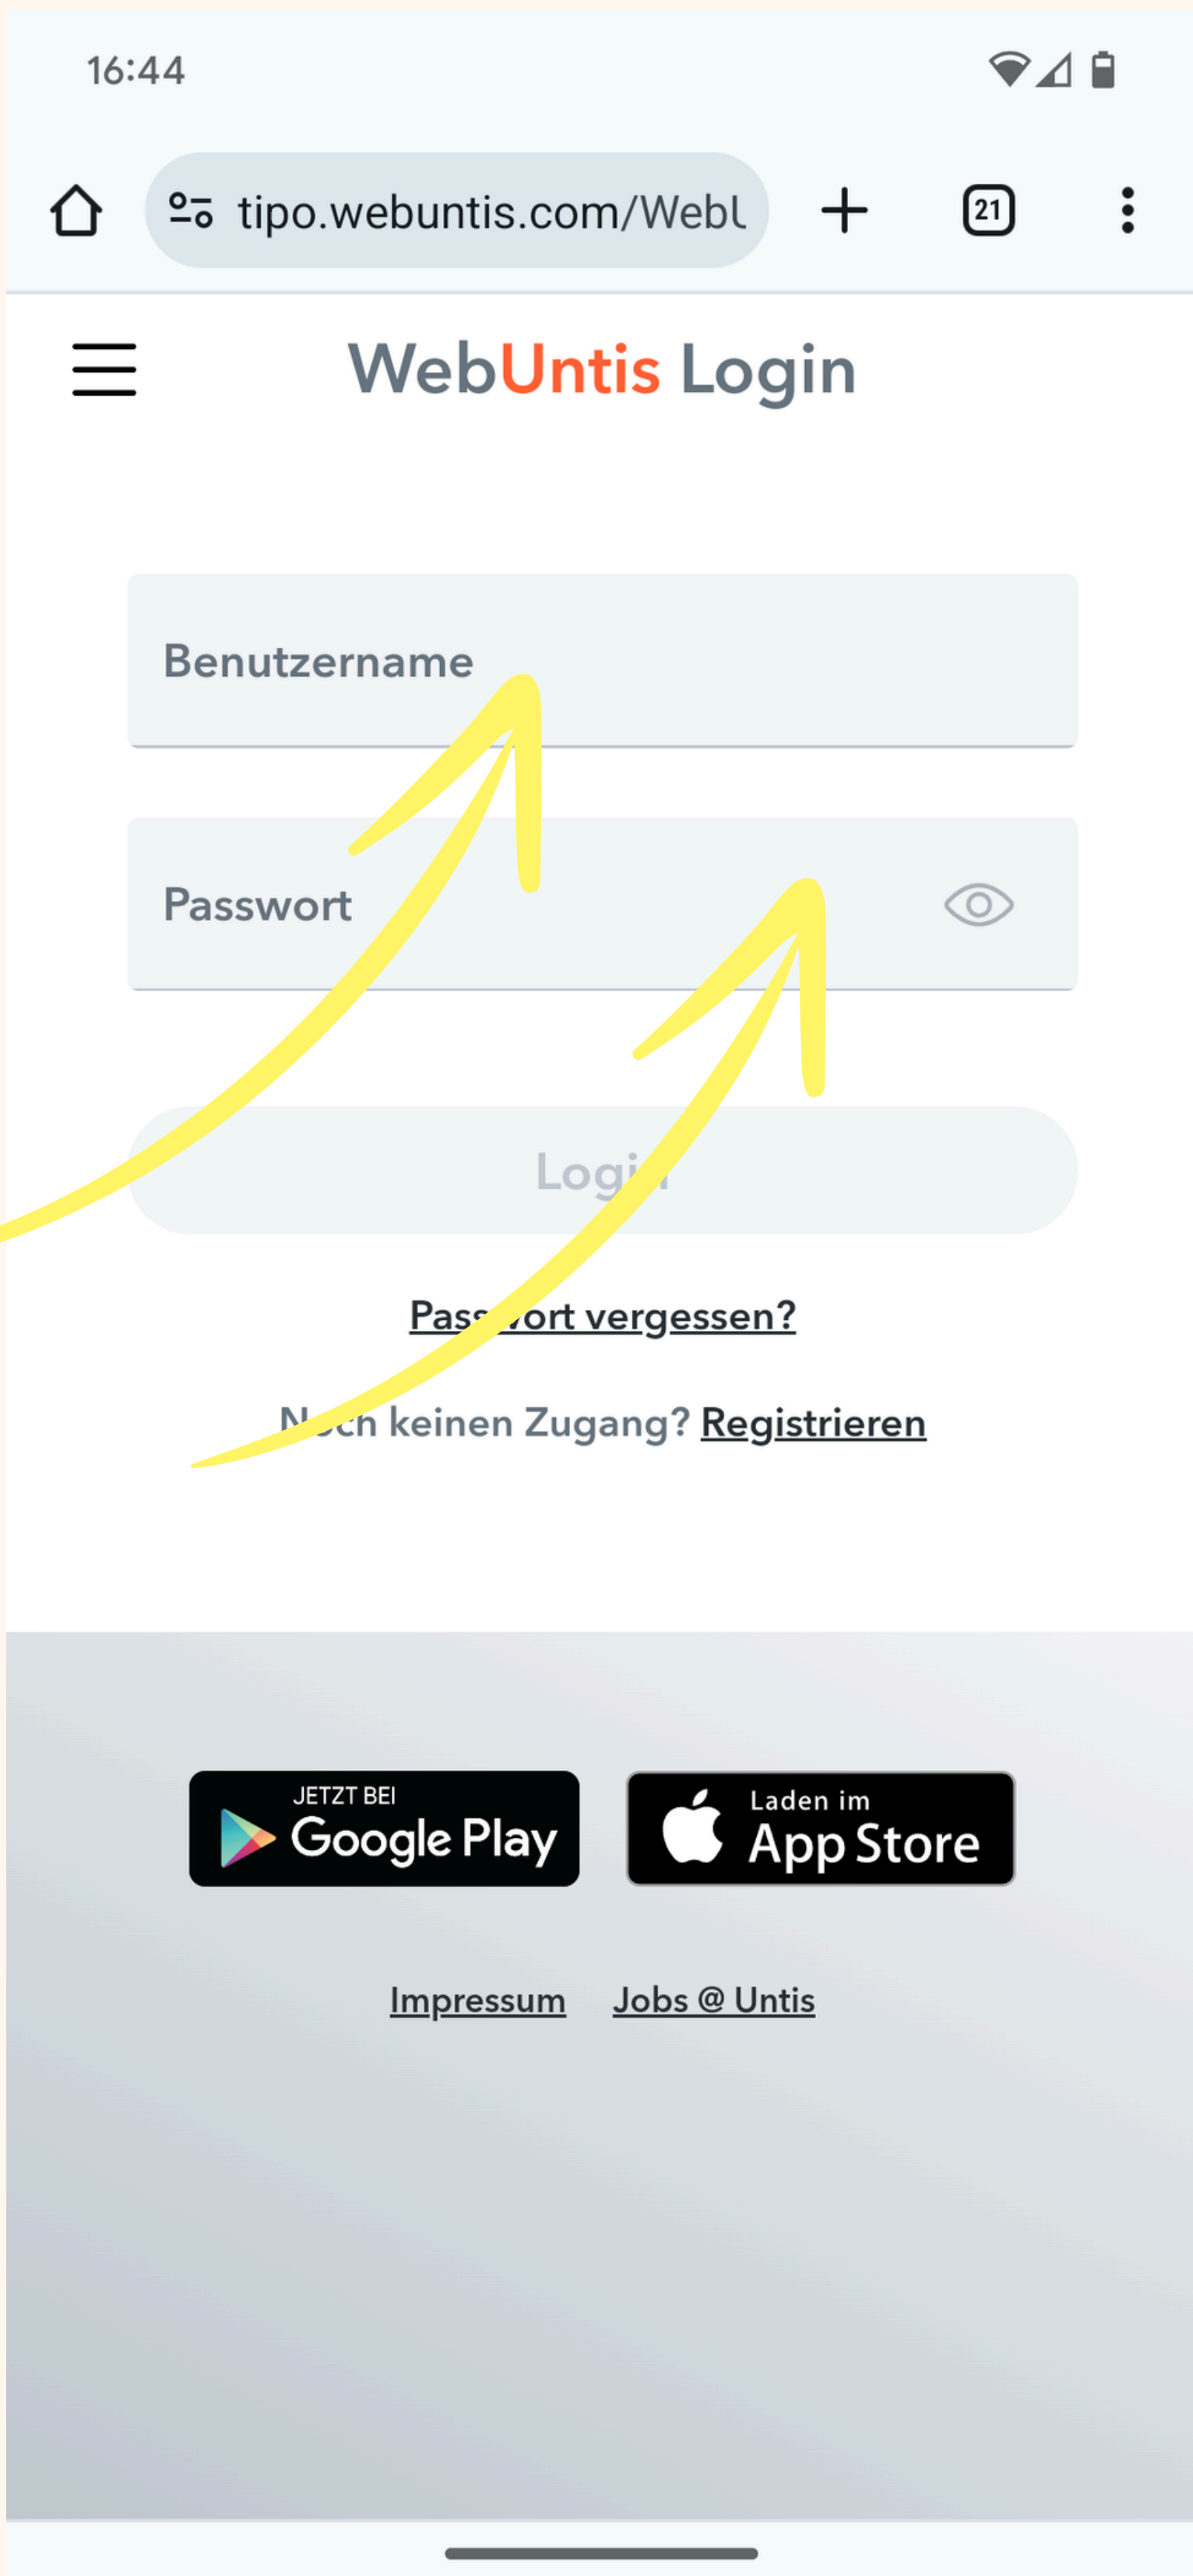 16:44
tipo.webuntis.com/WebU
21
WebUntis Login
Benutzername
Passwort
Login
Passwort vergessen?
Noch keinen Zugang? Registrieren
JETZT BEI
Google Play
Laden im
App Store
Impressum Jobs @ Untis